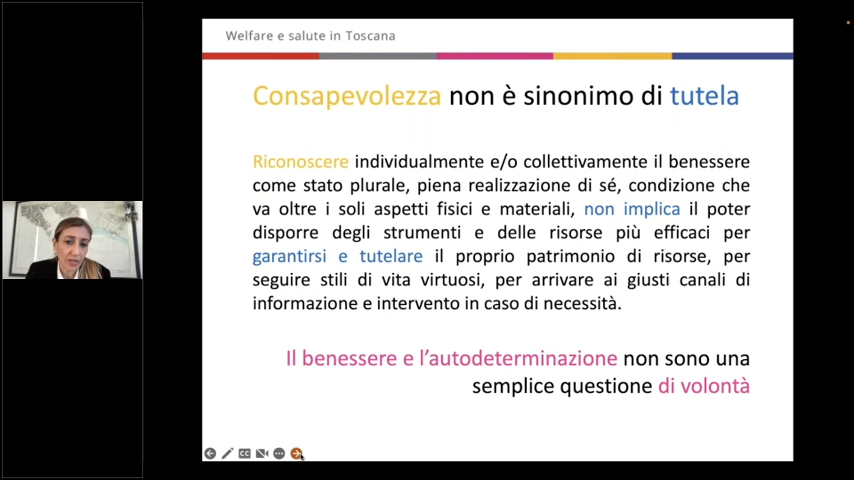 Welfare e salute in Toscana
Consapevolezza non è sinonimo di tutela
Riconoscere individualmente e/o collettivamente il benessere
come stato plurale, piena realizzazione di sé, condizione che
va oltre i soli aspetti fisici e materiali, non implica il poter
disporre degli strumenti e delle risorse più efficaci per
garantirsi e tutelare il proprio patrimonio di risorse, per
seguire stili di vita virtuosi, per arrivare ai giusti canali di
informazione e intervento in caso di necessità.
Il benessere e l'autodeterminazione non sono una
semplice questione di volontà
CC